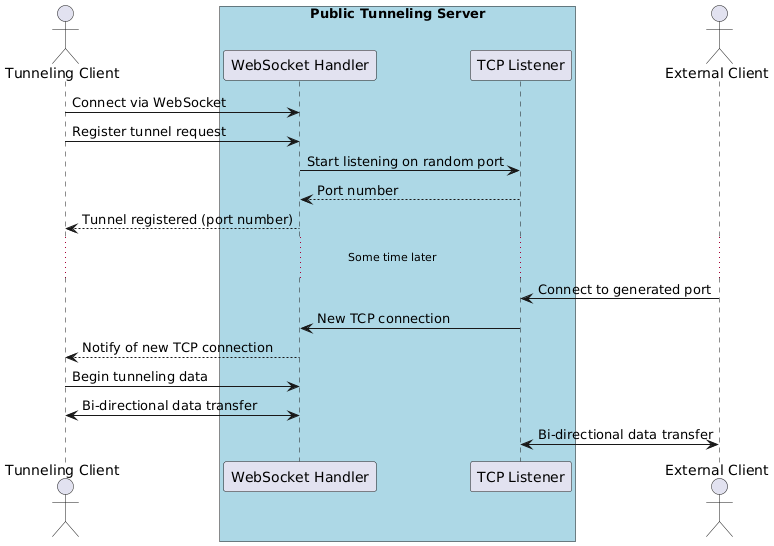 Public Tunneling Server
Tunneling Client
WebSocket Handler
TCP Listener
External Client
Connect via WebSocket
Register tunnel request
Start listening on random port
Port number
Tunnel registered (port number)
Some time later
Connect to generated port
New TCP connection
Notify of new TCP connection
Begin tunneling data
Bi-directional data transfer
Bi-directional data transfer
Tunneling Client
WebSocket Handler
TCP Listener
External Client